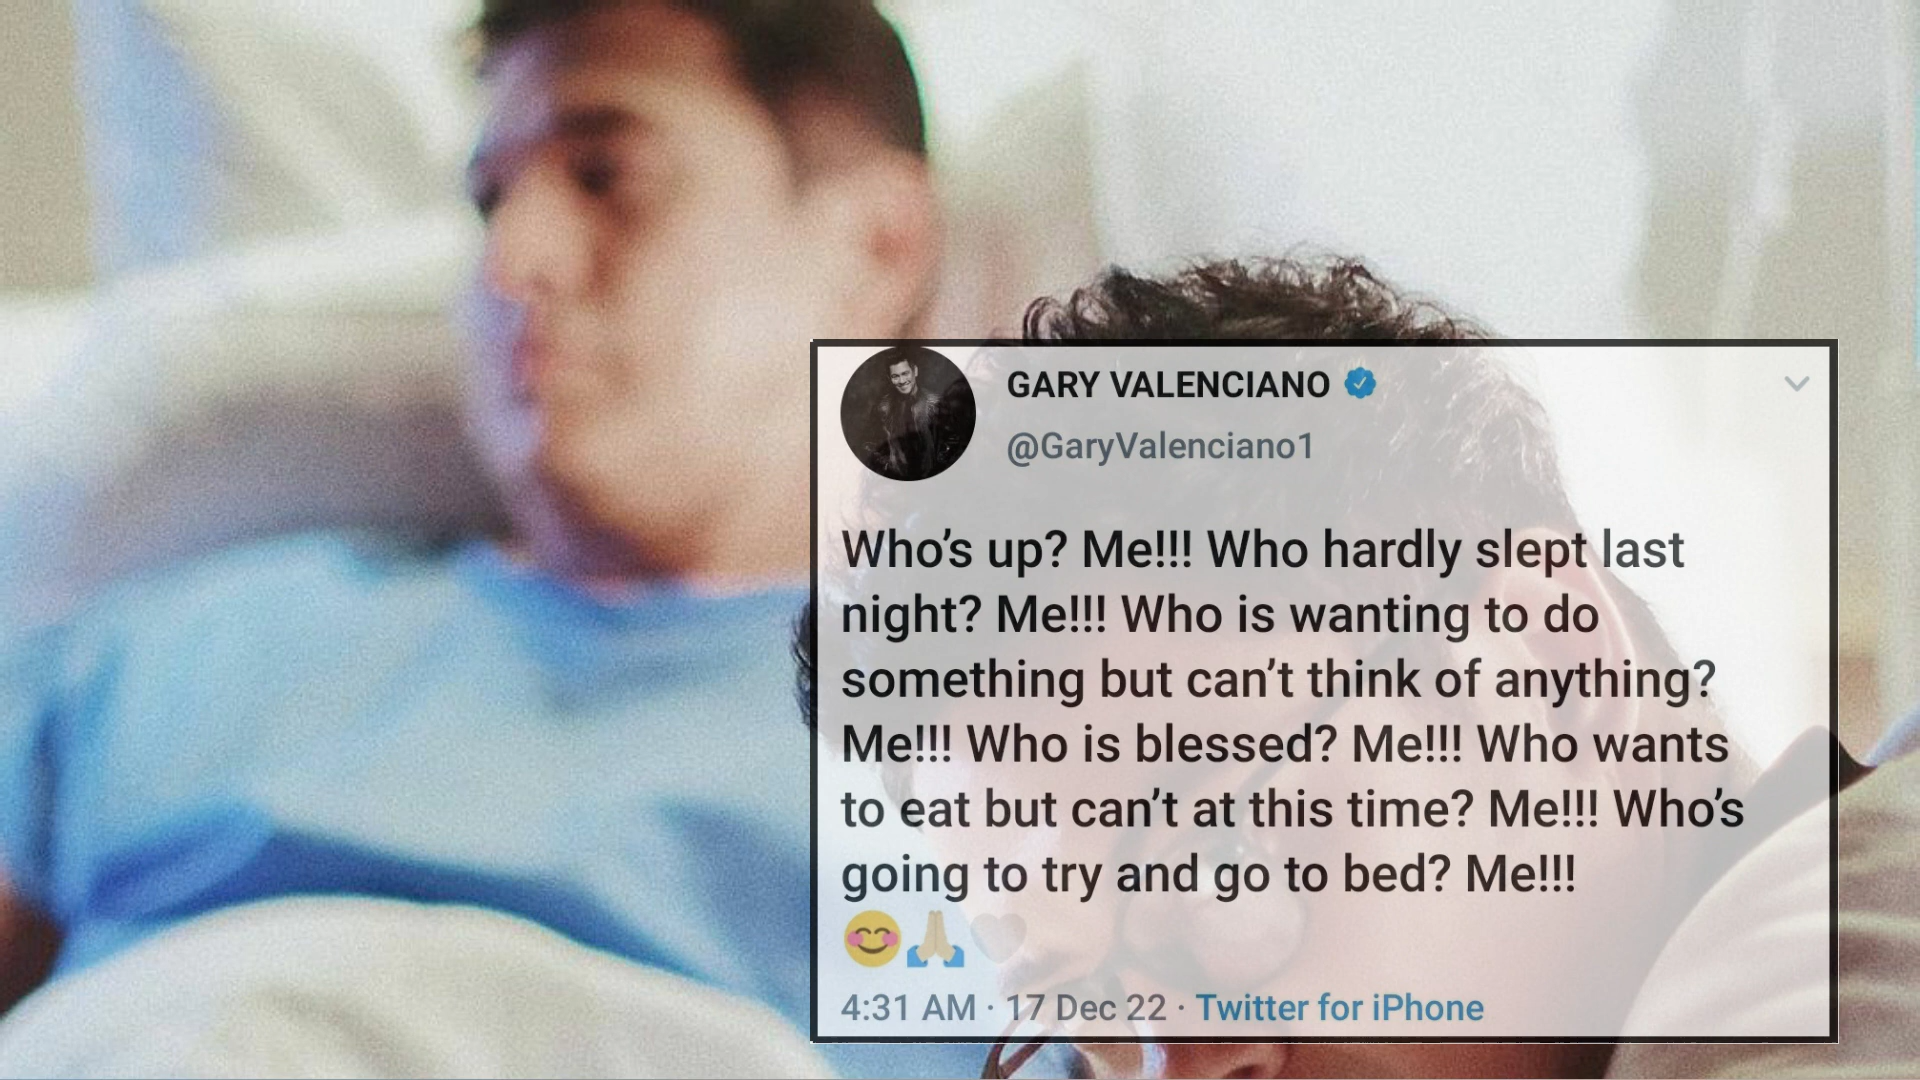 GARY VALENCIANO
@GaryValenciano1
Who’s up? Me!!! Who hardly slept last
night? Me!!! Who is wanting to do
something but can’t think of anything?
Me!!! Who is blessed? Me!!! Who wants
to eat but can’t at this time? Me!!! Who’s
going to try and go to bed? Me!!!
😊🙏🏼🤍
4:31 AM · 17 Dec 22 · Twitter for iPhone